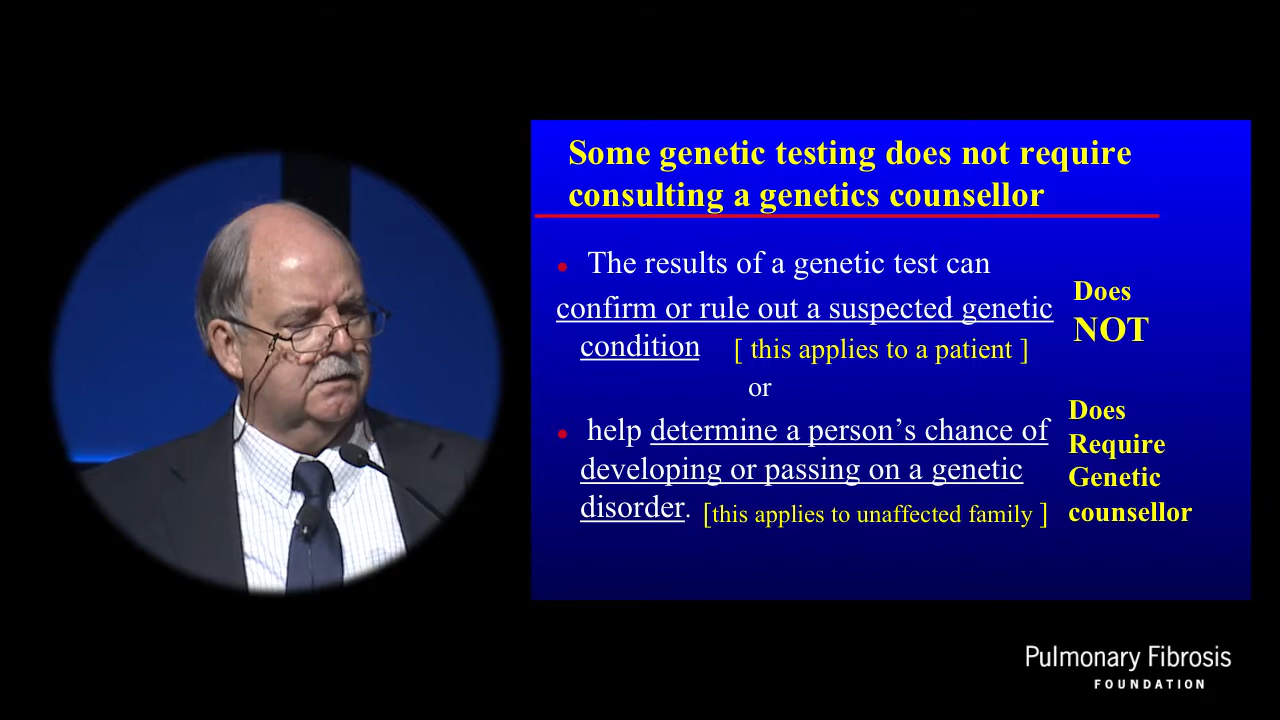 Some genetic testing does not require
consulting a genetics counsellor
• The results of a genetic test can
confirm or rule out a suspected genetic
condition [ this applies to a patient ]
or
• help determine a person’s chance of
developing or passing on a genetic
disorder. [this applies to unaffected family ]
Does
NOT
Does
Require
Genetic
counsellor
Pulmonary Fibrosis
FOUNDATION